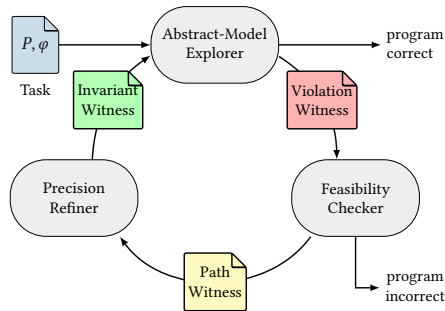 P, φ
Task
Abstract-Model
Explorer
program
correct
Invariant
Witness
Violation
Witness
Precision
Refiner
Feasibility
Checker
Path
Witness
program
incorrect